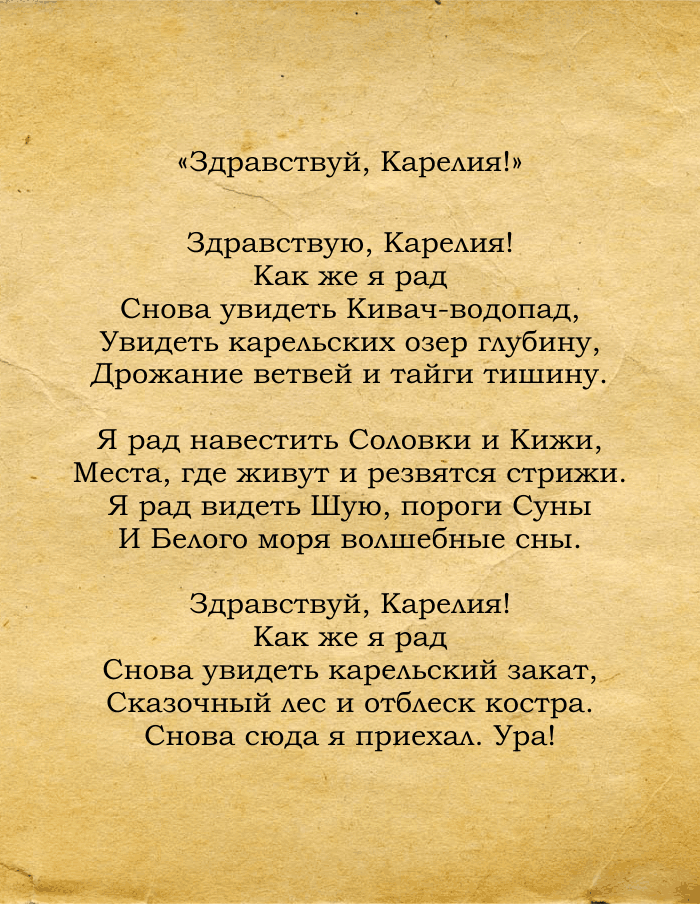 «Здравствуй, Карелия!»
Здравствую, Карелия!
Как же я рад
Снова увидеть Кивач-водопад,
Увидеть карельских озер глубину,
Дрожание ветвей и тайги тишину.
Я рад навестить Соловки и Кижи,
Места, где живут и резвятся стрижи.
Я рад видеть Шую, пороги Суны
И Белого моря волшебные сны.
Здравствуй, Карелия!
Как же я рад
Снова увидеть карельский закат,
Сказочный лес и отблеск костра.
Снова сюда я приехал. Ура!